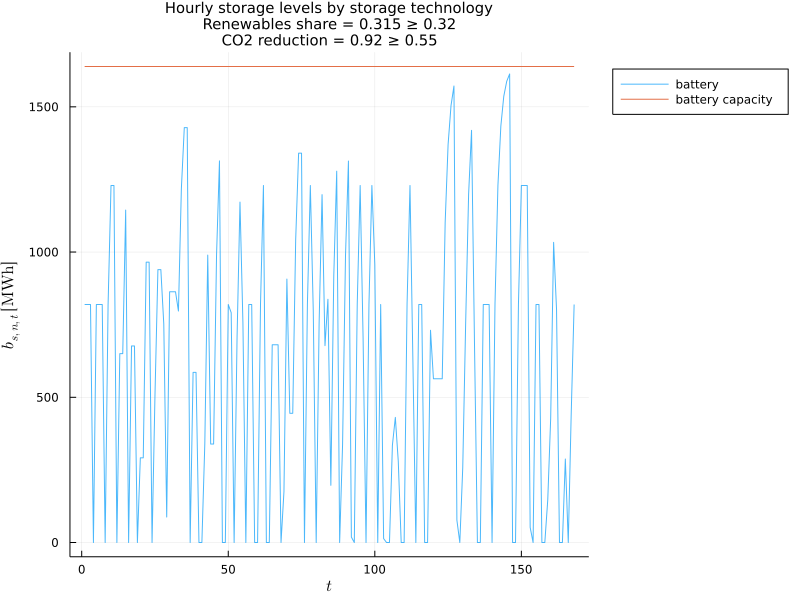 Hourly storage levels by storage technology
Renewables share = 0.315 ≥ 0.32
CO2 reduction = 0.92 ≥ 0.55
battery
battery capacity
1500
1000
500
0
b_{s, n, t} [MWh]
0 50 100 150
t